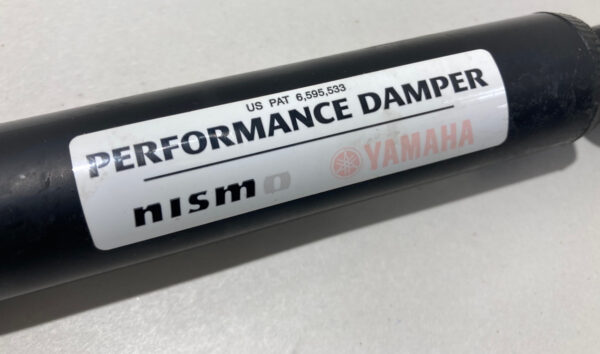 US PAT 6,595,533
PERFORMANCE DAMPER
nismo YAMAHA